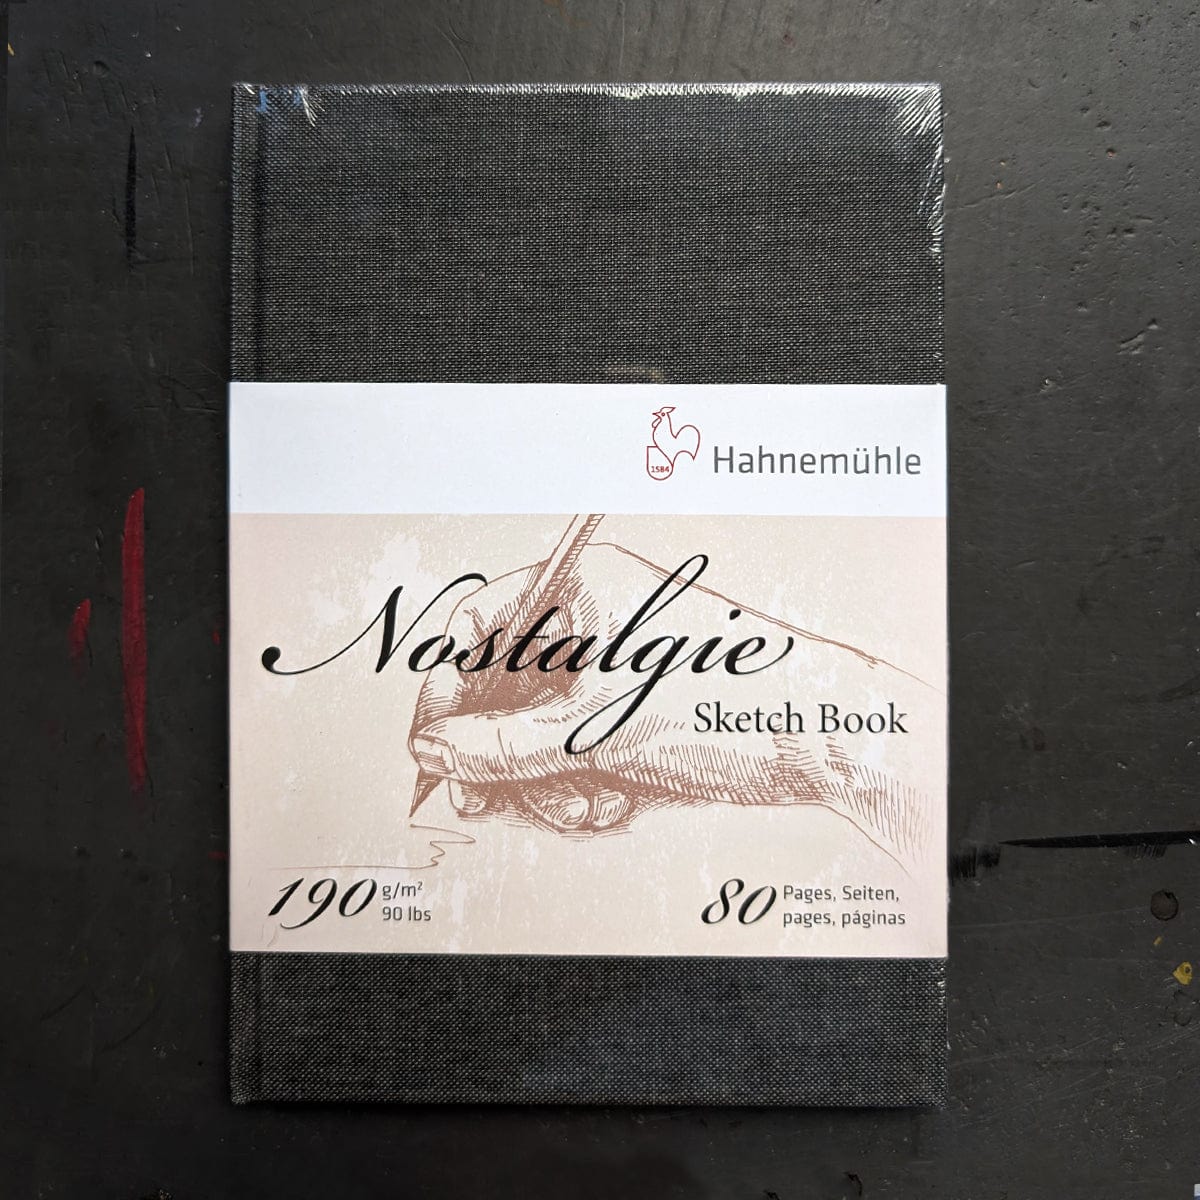 1584
Hahnemühle
Nostalgie
Sketch Book
190 g/m²
90 lbs
80 Pages, Seiten,
pages, páginas